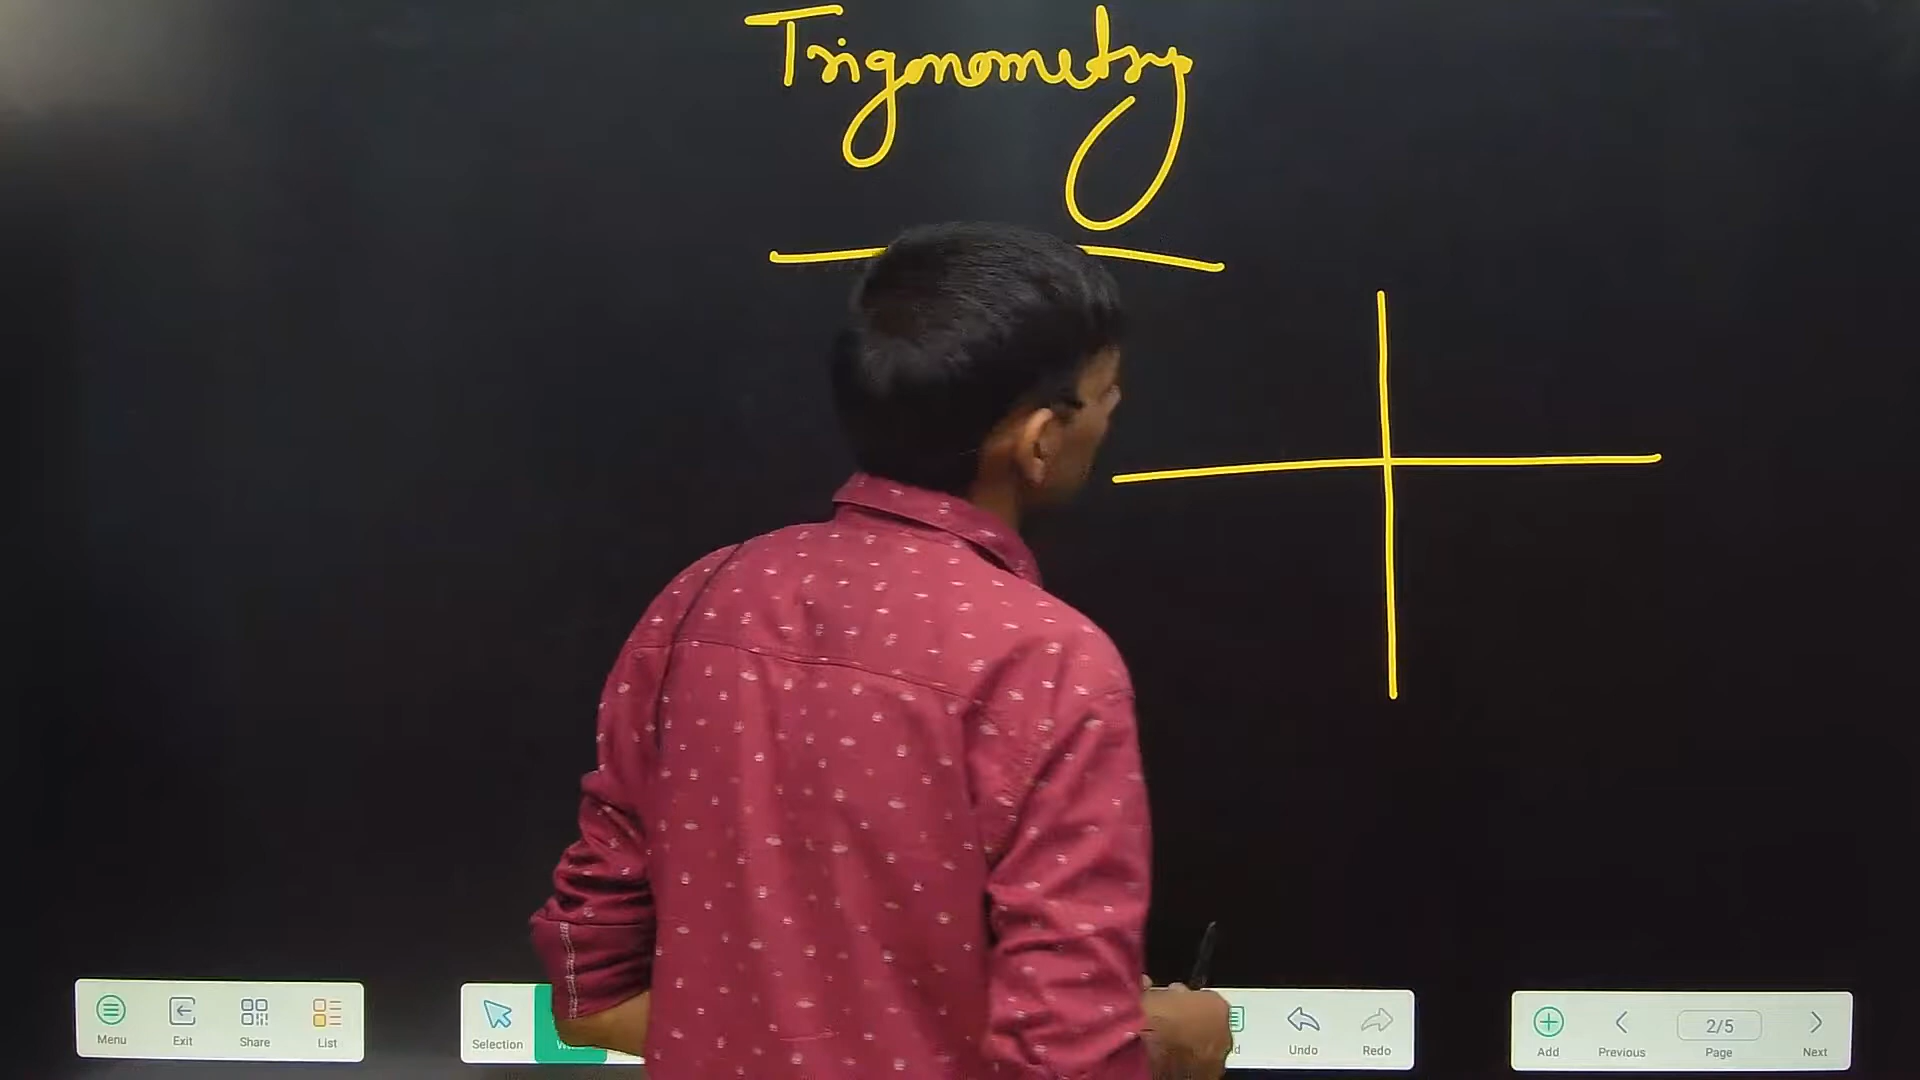 Trigonometry
Menu Exit Share List Selection Undo Redo Add Previous 2/5 Page Next